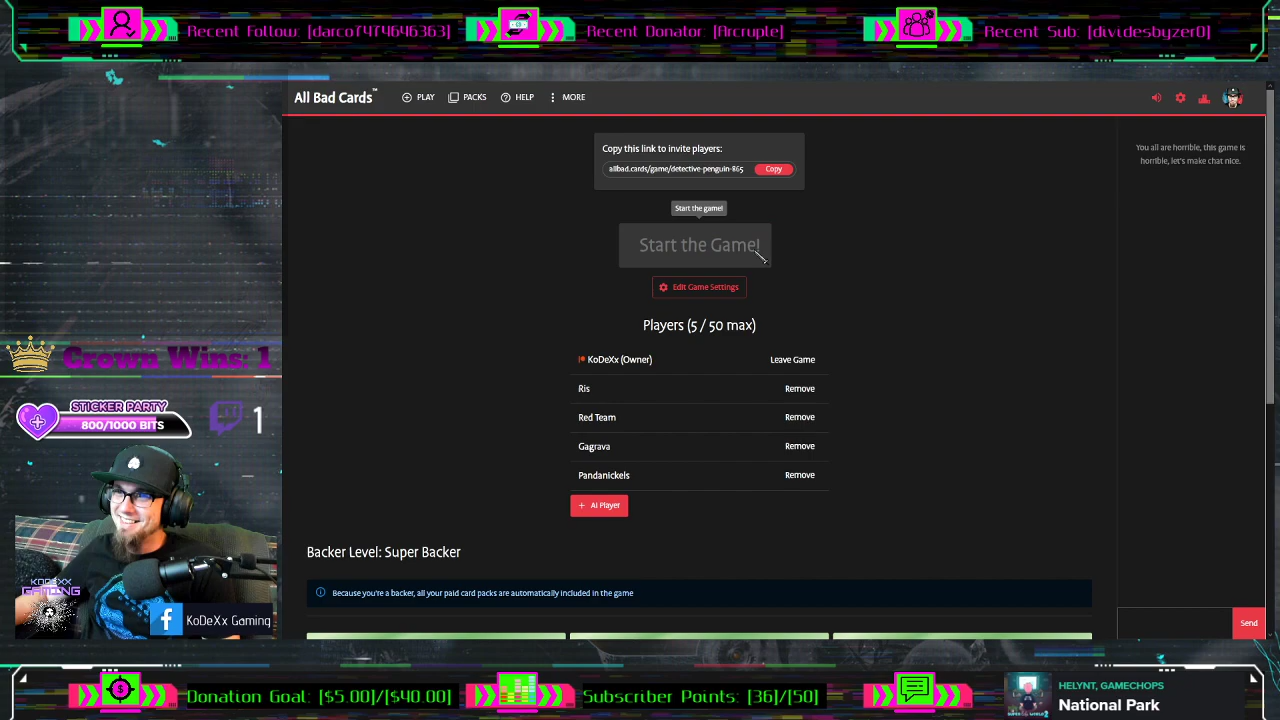 Recent Follow: [darco7474646363]
Recent Donator: [Arcruple]
Recent Sub: [dividesbyzer0]
All Bad Cards™
PLAY
PACKS
HELP
MORE
Copy this link to invite players:
allbad.cards/game/detective-penguin-865
Copy
Start the game!
Start the Game!
Edit Game Settings
Players (5 / 50 max)
KoDeXx (Owner) Leave Game
Ris Remove
Red Team Remove
Gagrava Remove
Pandanickels Remove
+ AI Player
Backer Level: Super Backer
Because you're a backer, all your paid card packs are automatically included in the game
You all are horrible, this game is
horrible, let's make chat nice.
Send
Crown Wins: 1
STICKER PARTY
800/1000 BITS
1
KODEXX
GAMING
KoDeXx Gaming
Donation Goal: [$5.00]/[$40.00]
Subscriber Points: [36]/[50]
HELYNT, GAMECHOPS
National Park